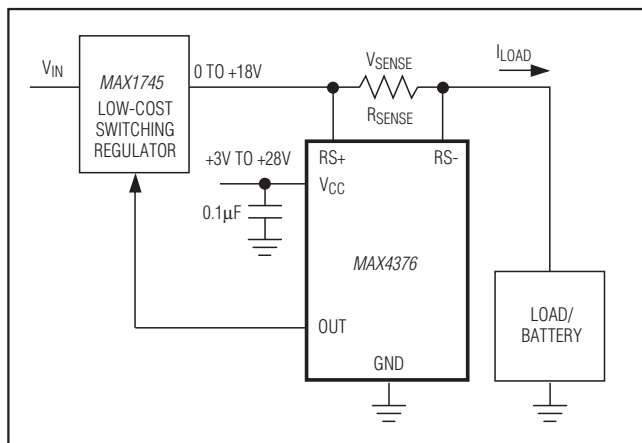 VIN
MAX1745
LOW-COST
SWITCHING
REGULATOR
0 TO +18V
VSENSE
RSENSE
ILOAD
+3V TO +28V
0.1µF
RS+
RS-
VCC
MAX4376
OUT
GND
LOAD/
BATTERY